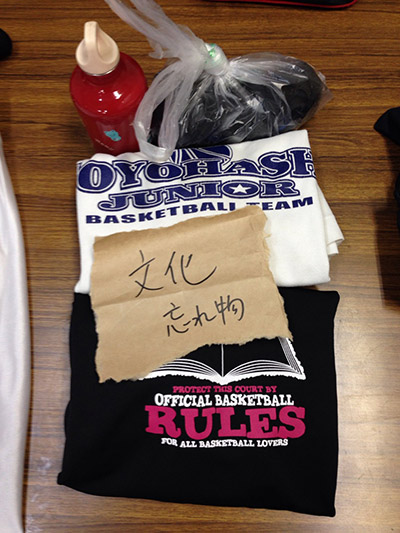 OYOHASH
JUNIOR
BASKETBALL TEAM
文化
忘れ物
PROTECT THIS COURT BY
OFFICIAL BASKETBALL
RULES
FOR ALL BASKETBALL LOVERS